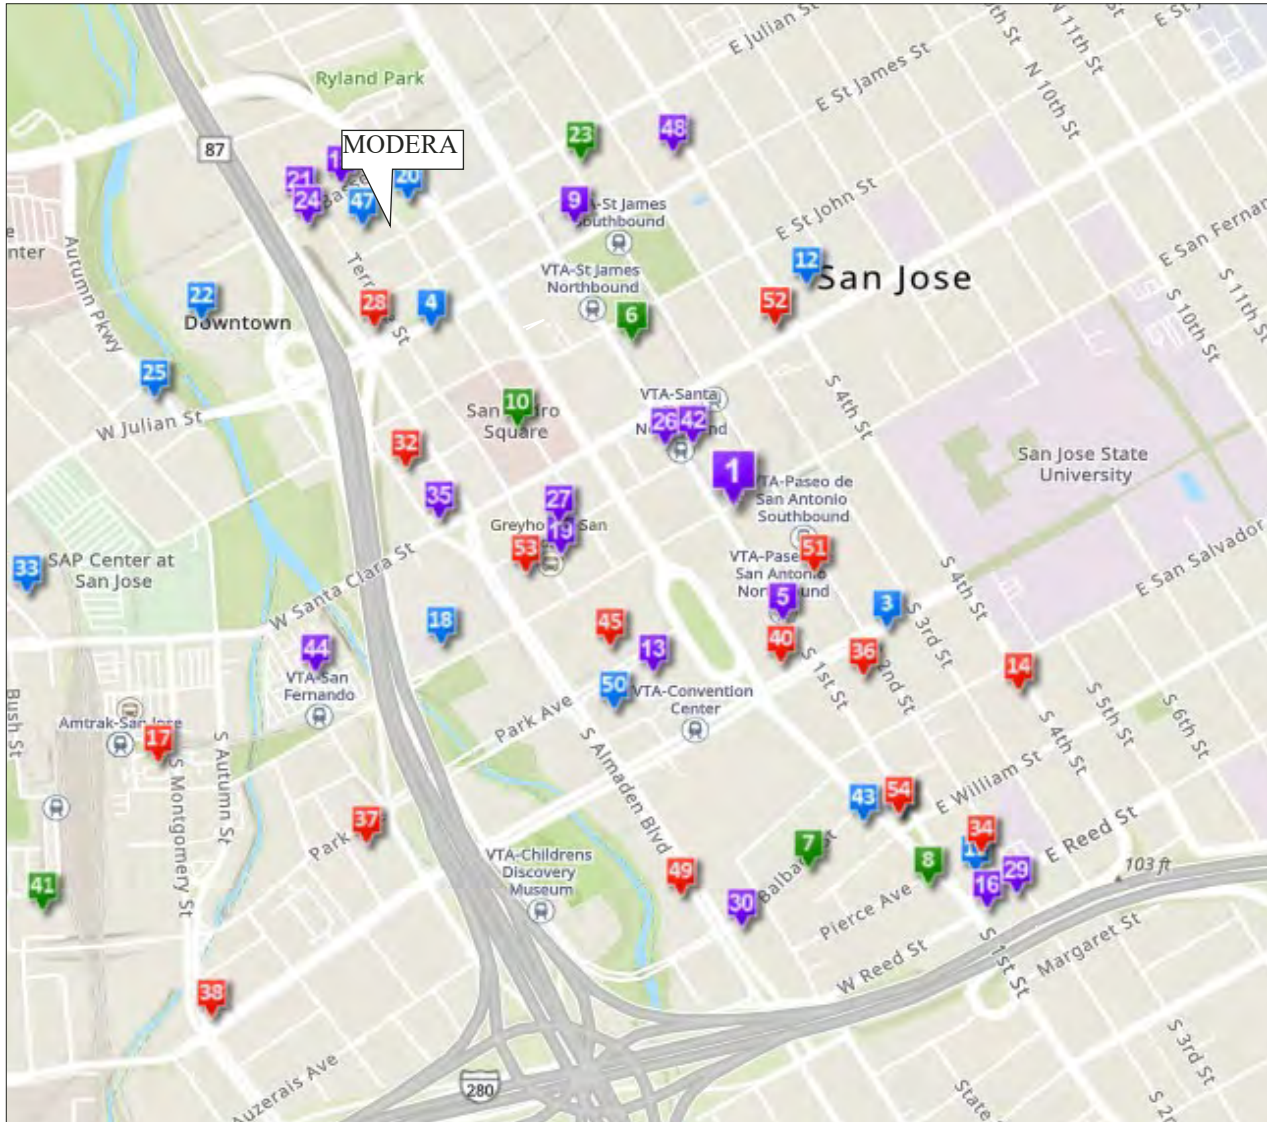 E Julian St
N 11th St
E St James St
N 10th St
Ryland Park
87
MODERA
23
48
21
24
47
20
9
St James
Southbound
E St John St
E San Fernan
Autumn Pkwy
VTA-St James
Northbound
12
San Jose
S 11th St
22
Downtown
28
4
6
52
S 10th St
25
W Julian St
10
Square
VTA-Santa
26
42
S 4th St
32
35
1
San Jose State
University
VTA-Paseo de
San Antonio
Southbound
27
19
53
51
SAP Center at
San Jose
33
W Santa Clara St
E San Salvador
S 4th St
5
3
S 3rd St
18
45
40
36
14
44
13
50
VTA-San
Fernando
VTA-Convention
Center
S 1st St
2nd St
Park Ave
Bush St
17
S Montgomery St
S Autumn St
S Almaden Blvd
S 4th St
S 5th St
S 6th St
43
54
E William St
37
7
34
E Reed St
8
VTA-Childrens
Discovery
Museum
49
41
30
16
29
103 ft
Pierce Ave
W Reed St
S 1st St
Margaret St
38
280
Auzerais Ave
S 3rd St
State